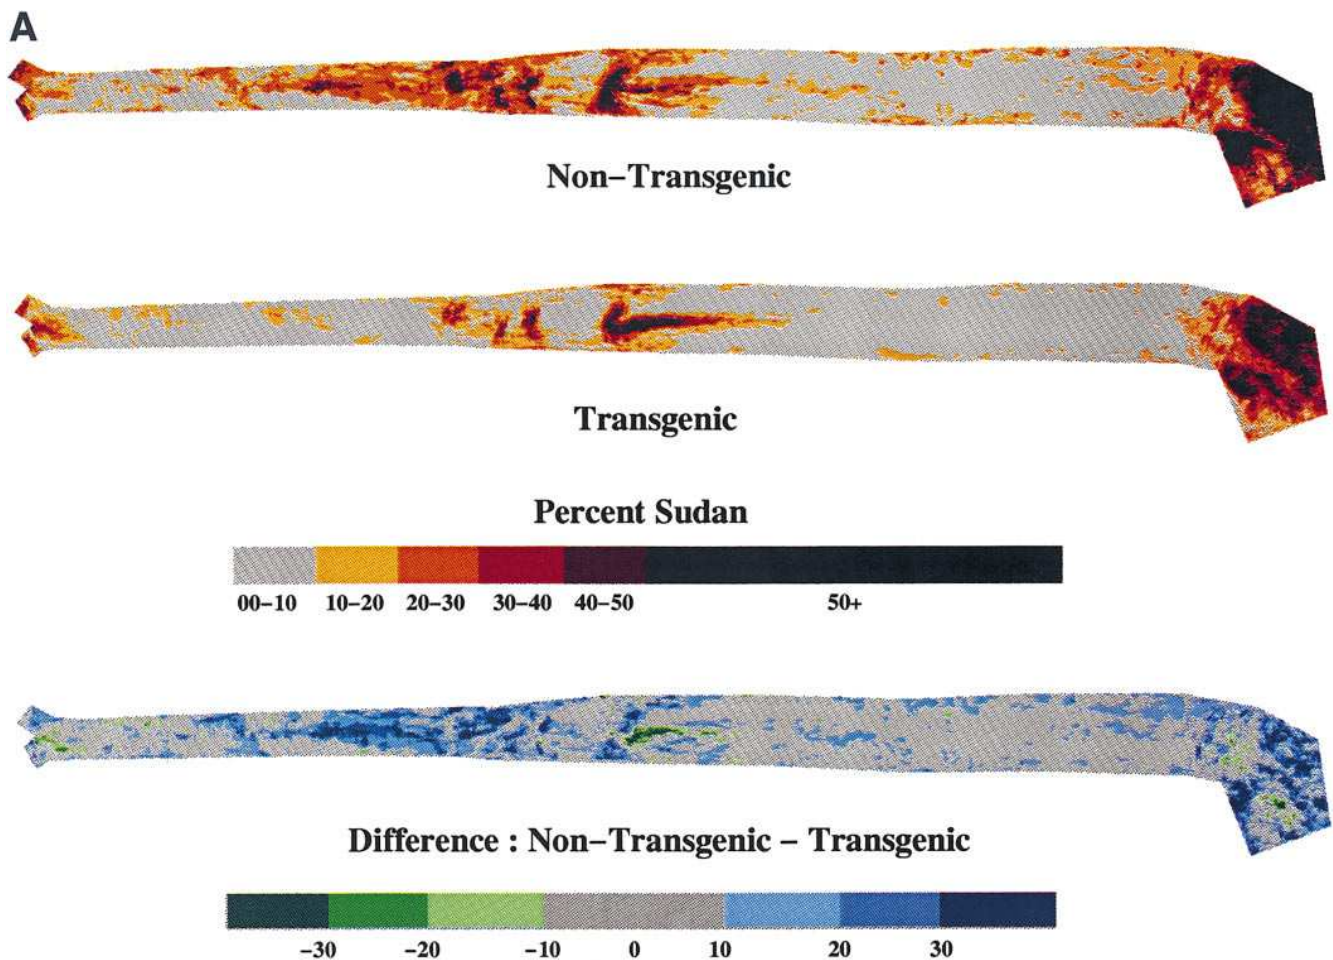 A
Non-Transgenic
Transgenic
Percent Sudan
00-10 10-20 20-30 30-40 40-50 50+
Difference : Non-Transgenic - Transgenic
-30 -20 -10 0 10 20 30